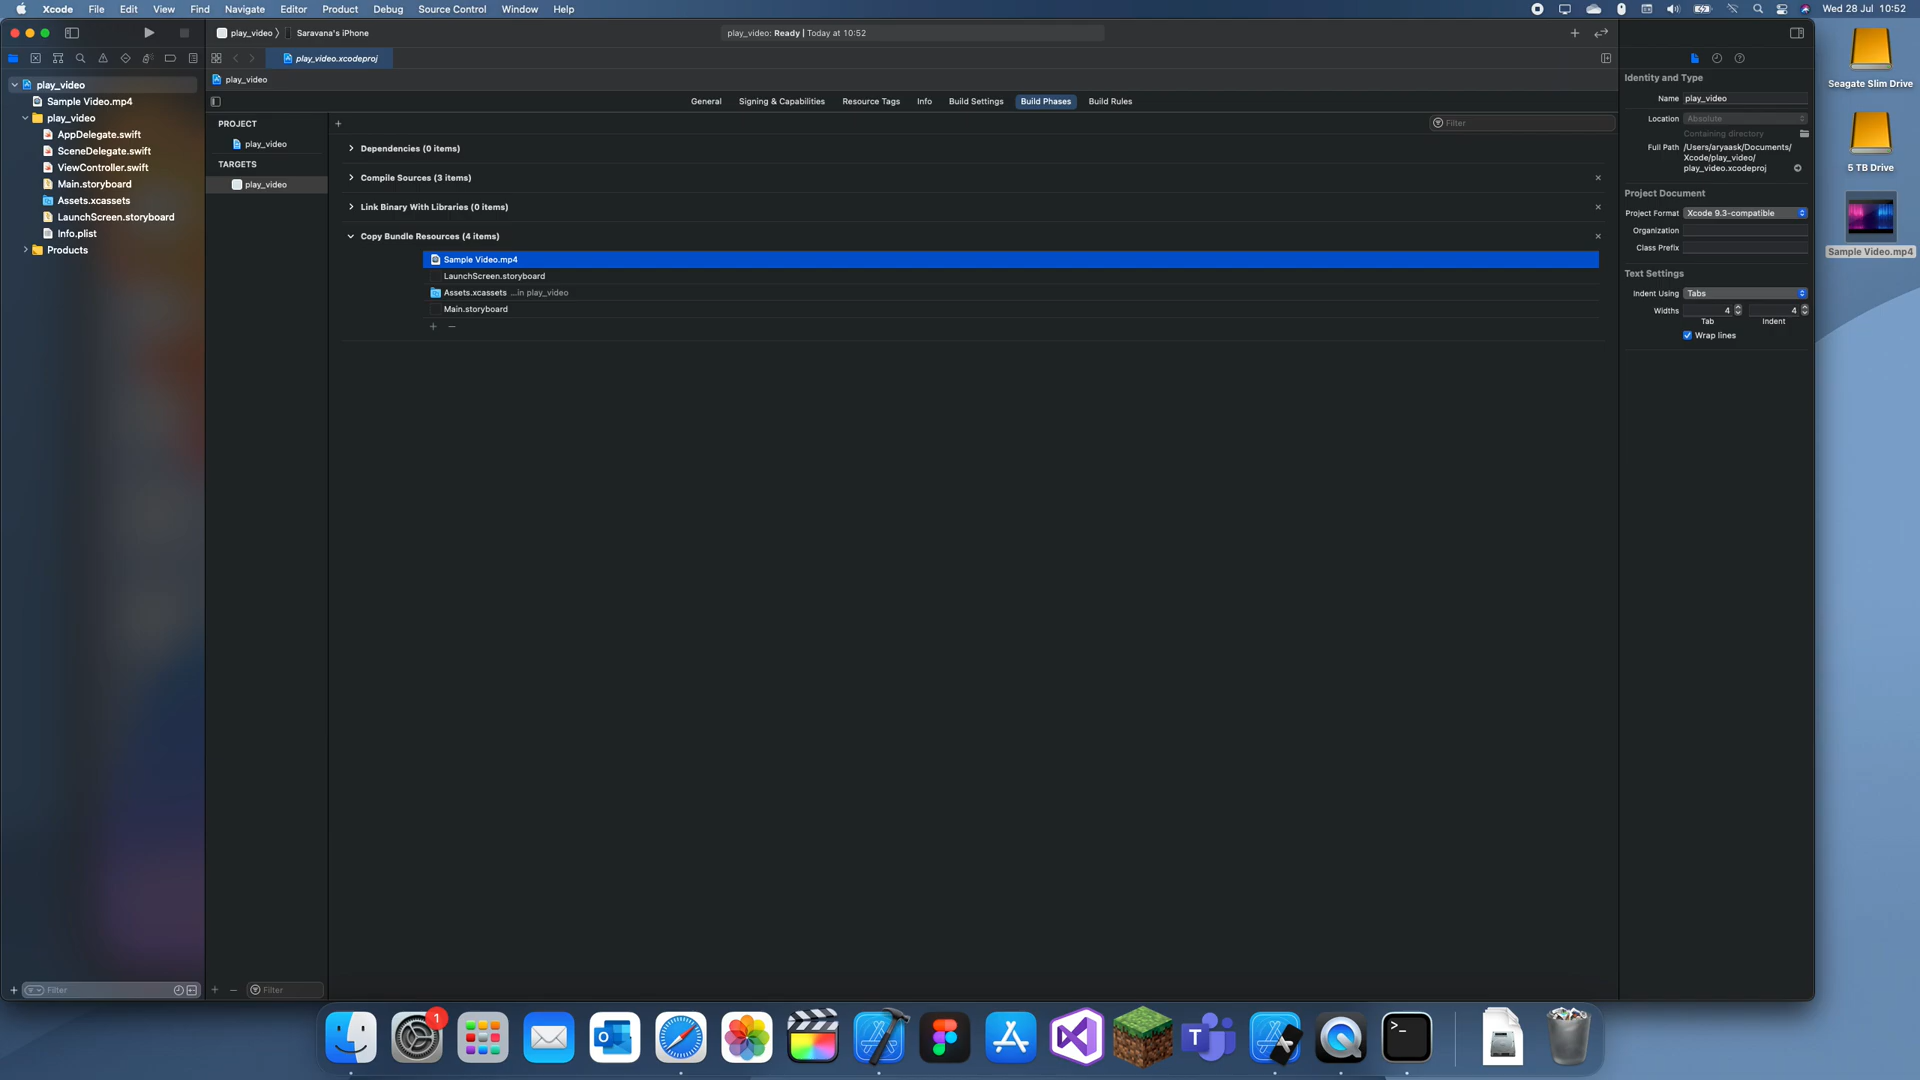 Xcode File Edit View Find Navigate Editor Product Debug Source Control Window Help
Wed 28 Jul 10:52
play_video Saravana's iPhone
play_video: Ready | Today at 10:52
play_video.xcodeproj
play_video
Sample Video.mp4
play_video
AppDelegate.swift
SceneDelegate.swift
ViewController.swift
Main.storyboard
Assets.xcassets
LaunchScreen.storyboard
Info.plist
Products
Filter
play_video
General Signing & Capabilities Resource Tags Info Build Settings Build Phases Build Rules
PROJECT
play_video
TARGETS
play_video
Filter
Filter
Dependencies (0 items)
Compile Sources (3 items)
Link Binary With Libraries (0 items)
Copy Bundle Resources (4 items)
Sample Video.mp4
LaunchScreen.storyboard
Assets.xcassets ...in play_video
Main.storyboard
Identity and Type
Name play_video
Location Absolute
Containing directory
Full Path /Users/aryaask/Documents/
Xcode/play_video/
play_video.xcodeproj
Project Document
Project Format Xcode 9.3-compatible
Organization
Class Prefix
Text Settings
Indent Using Tabs
Widths 4 4
Tab Indent
Wrap lines
Seagate Slim Drive
5 TB Drive
Sample Video.mp4
1